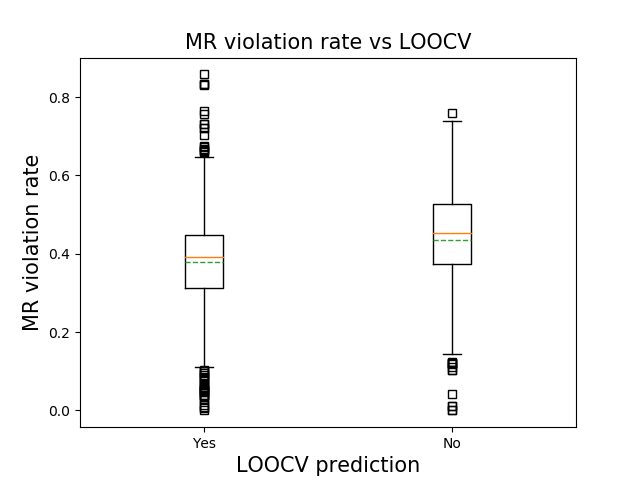 MR violation rate vs LOOCV
MR violation rate
0.8
0.6
0.4
0.2
0.0
Yes
No
LOOCV prediction